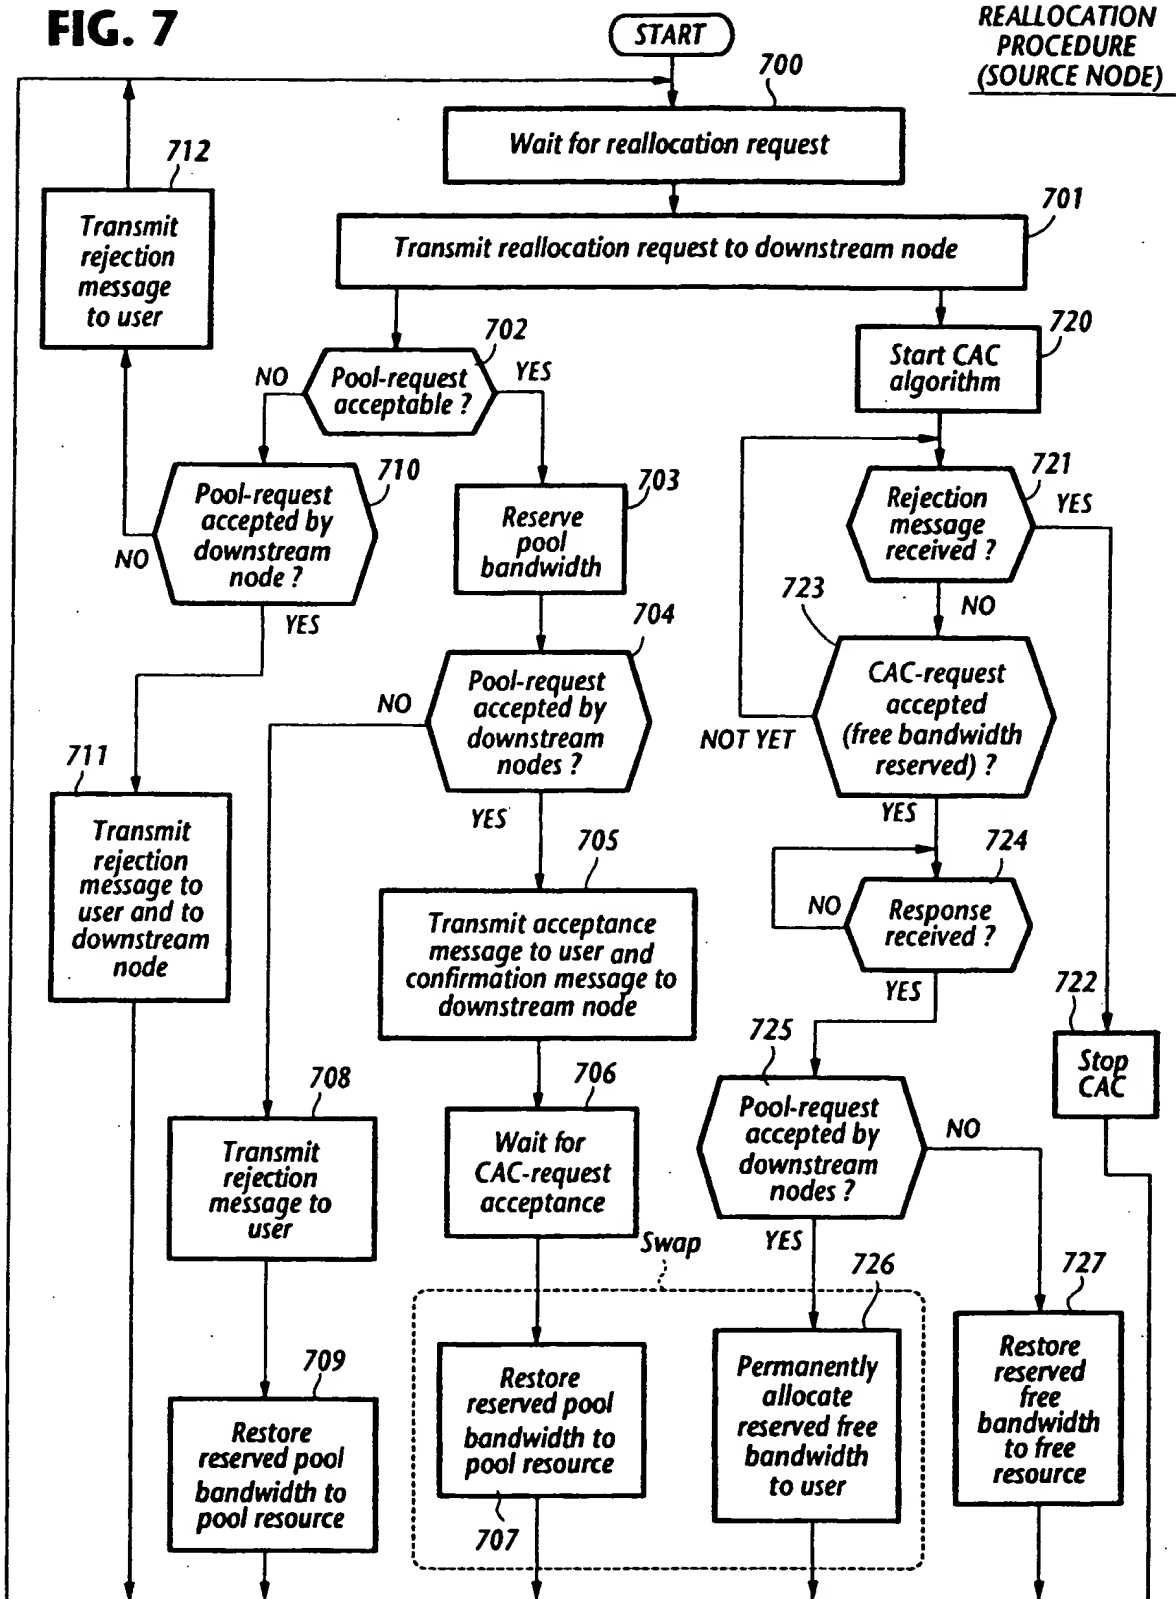 FIG. 7
REALLOCATION
PROCEDURE
(SOURCE NODE)
START
700
Wait for reallocation request
701
Transmit reallocation request to downstream node
712
Transmit
rejection
message
to user
702
Pool-request
acceptable ?
NO
YES
720
Start CAC
algorithm
710
Pool-request
accepted by
downstream
node ?
NO
YES
703
Reserve
pool
bandwidth
721
Rejection
message
received ?
YES
NO
723
CAC-request
accepted
(free bandwidth
reserved) ?
NOT YET
YES
704
Pool-request
accepted by
downstream
nodes ?
NO
YES
711
Transmit
rejection
message to
user and to
downstream
node
705
Transmit acceptance
message to user and
confirmation message to
downstream node
724
Response
received ?
NO
YES
722
Stop
CAC
725
Pool-request
accepted by
downstream
nodes ?
NO
YES
708
Transmit
rejection
message to
user
706
Wait for
CAC-request
acceptance
Swap
726
Permanently
allocate
reserved free
bandwidth
to user
727
Restore
reserved
free
bandwidth
to free
resource
709
Restore
reserved pool
bandwidth to
pool resource
Restore
reserved pool
bandwidth to
pool resource
707